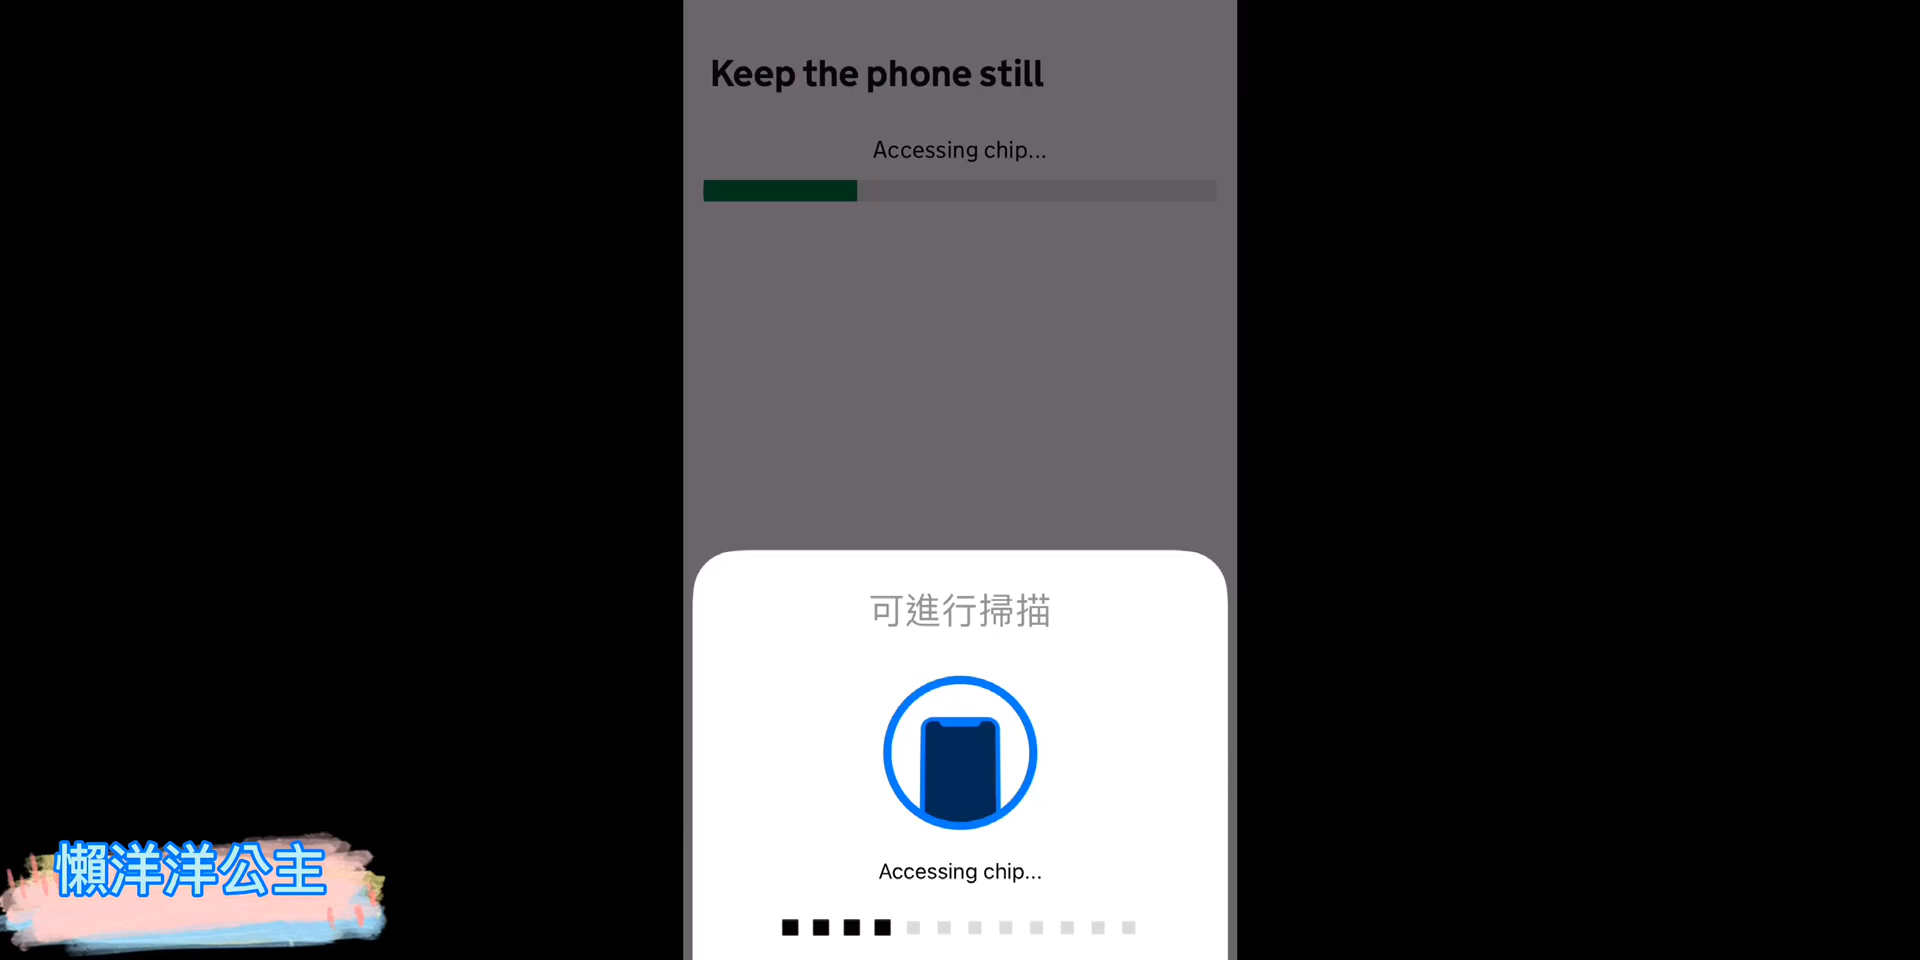 Keep the phone still
Accessing chip...
可進行掃描
Accessing chip...
懶洋洋公主